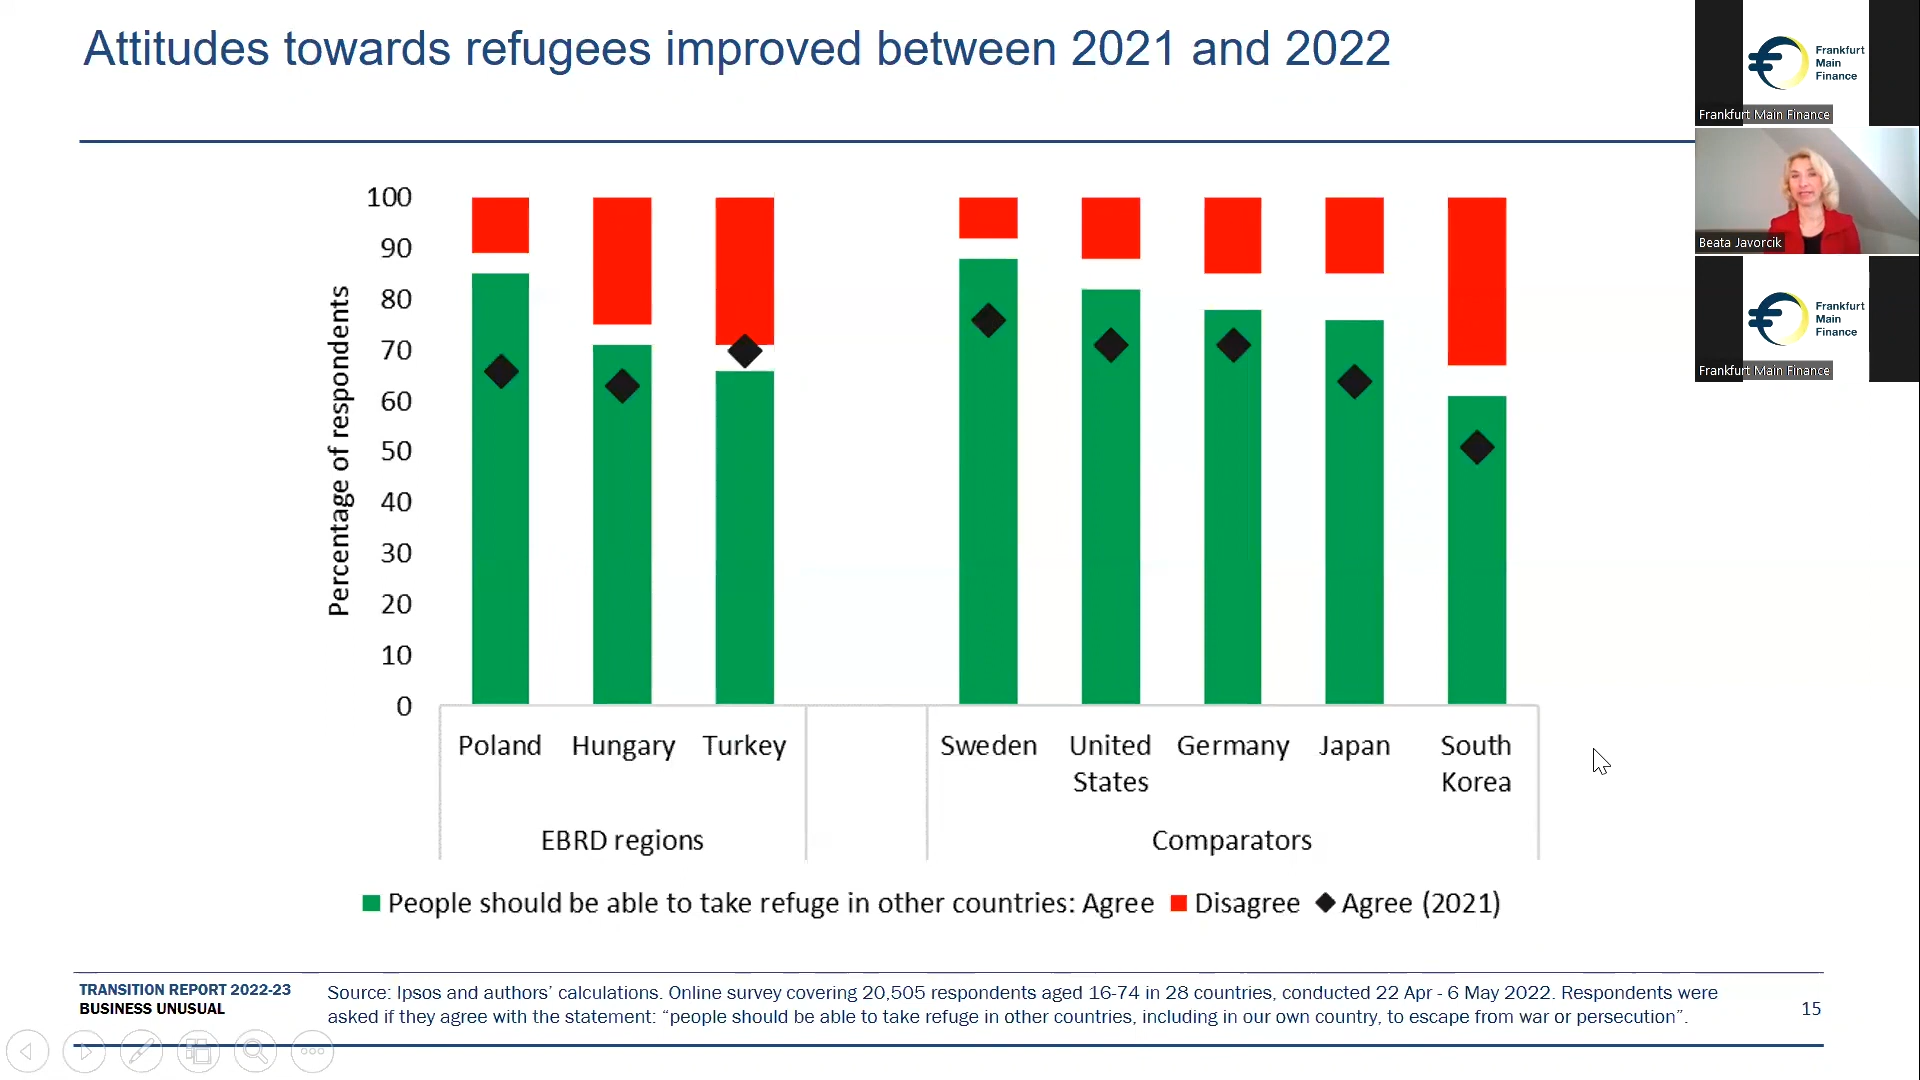 Attitudes towards refugees improved between 2021 and 2022
Frankfurt
Main
Finance
Frankfurt Main Finance
Beata Javorcik
Frankfurt
Main
Finance
Frankfurt Main Finance
Percentage of respondents
100
90
80
70
60
50
40
30
20
10
0
Poland Hungary Turkey Sweden United States Germany Japan South Korea
EBRD regions Comparators
People should be able to take refuge in other countries: Agree Disagree Agree (2021)
TRANSITION REPORT 2022-23
BUSINESS UNUSUAL
Source: Ipsos and authors’ calculations. Online survey covering 20,505 respondents aged 16-74 in 28 countries, conducted 22 Apr - 6 May 2022. Respondents were
asked if they agree with the statement: “people should be able to take refuge in other countries, including in our own country, to escape from war or persecution”.
15